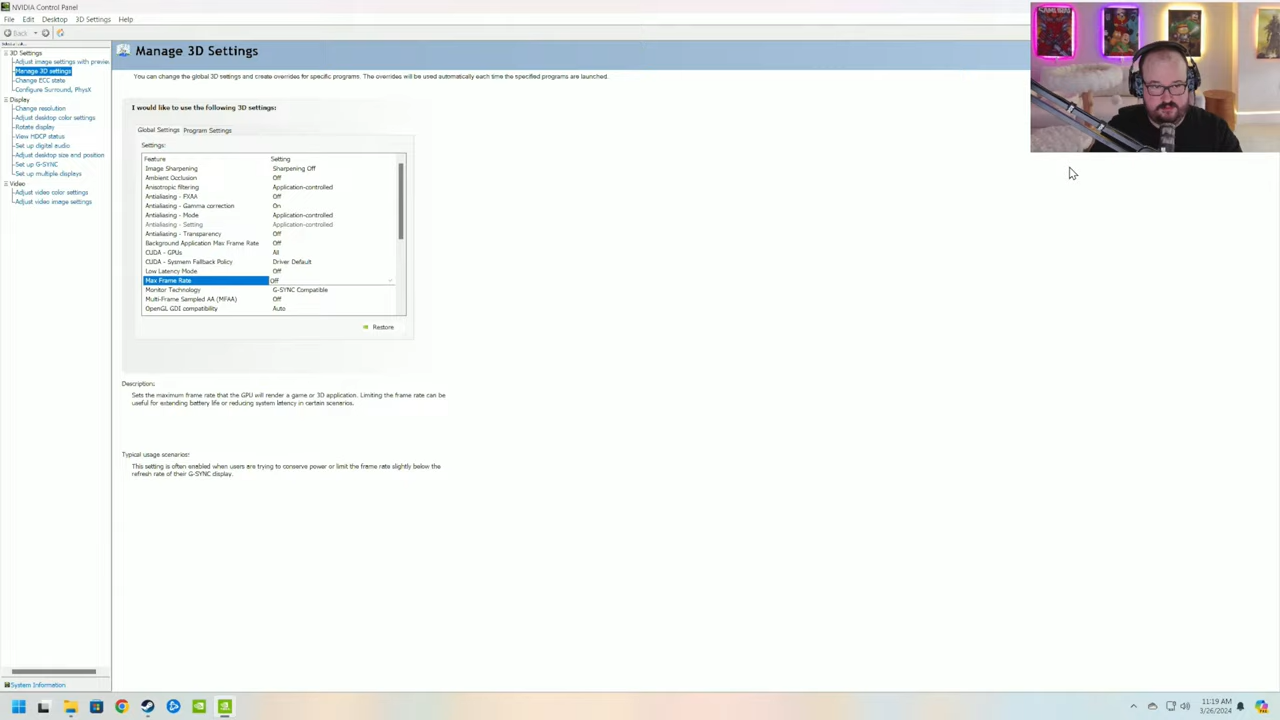 NVIDIA Control Panel
File Edit Desktop 3D Settings Help
Back
3D Settings
Adjust image settings with preview
Manage 3D settings
Change ECC state
Configure Surround, PhysX
Display
Change resolution
Adjust desktop color settings
Rotate display
View HDCP status
Set up digital audio
Adjust desktop size and position
Set up G-SYNC
Set up multiple displays
Video
Adjust video color settings
Adjust video image settings
System Information
Manage 3D Settings
You can change the global 3D settings and create overrides for specific programs. The overrides will be used automatically each time the specified programs are launched.
I would like to use the following 3D settings:
Global Settings Program Settings
Settings:
Feature Setting
Image Sharpening Sharpening Off
Ambient Occlusion Off
Anisotropic filtering Application-controlled
Antialiasing - FXAA Off
Antialiasing - Gamma correction On
Antialiasing - Mode Application-controlled
Antialiasing - Setting Application-controlled
Antialiasing - Transparency Off
Background Application Max Frame Rate Off
CUDA - GPUs All
CUDA - Sysmem Fallback Policy Driver Default
Low Latency Mode Off
Max Frame Rate Off
Monitor Technology G-SYNC Compatible
Multi-Frame Sampled AA (MFAA) Off
OpenGL GDI compatibility Auto
Restore
Description:
Sets the maximum frame rate that the GPU will render a game or 3D application. Limiting the frame rate can be
useful for extending battery life or reducing system latency in certain scenarios.
Typical usage scenarios:
This setting is often enabled when users are trying to conserve power or limit the frame rate slightly below the
refresh rate of their G-SYNC display.
11:19 AM
3/26/2024